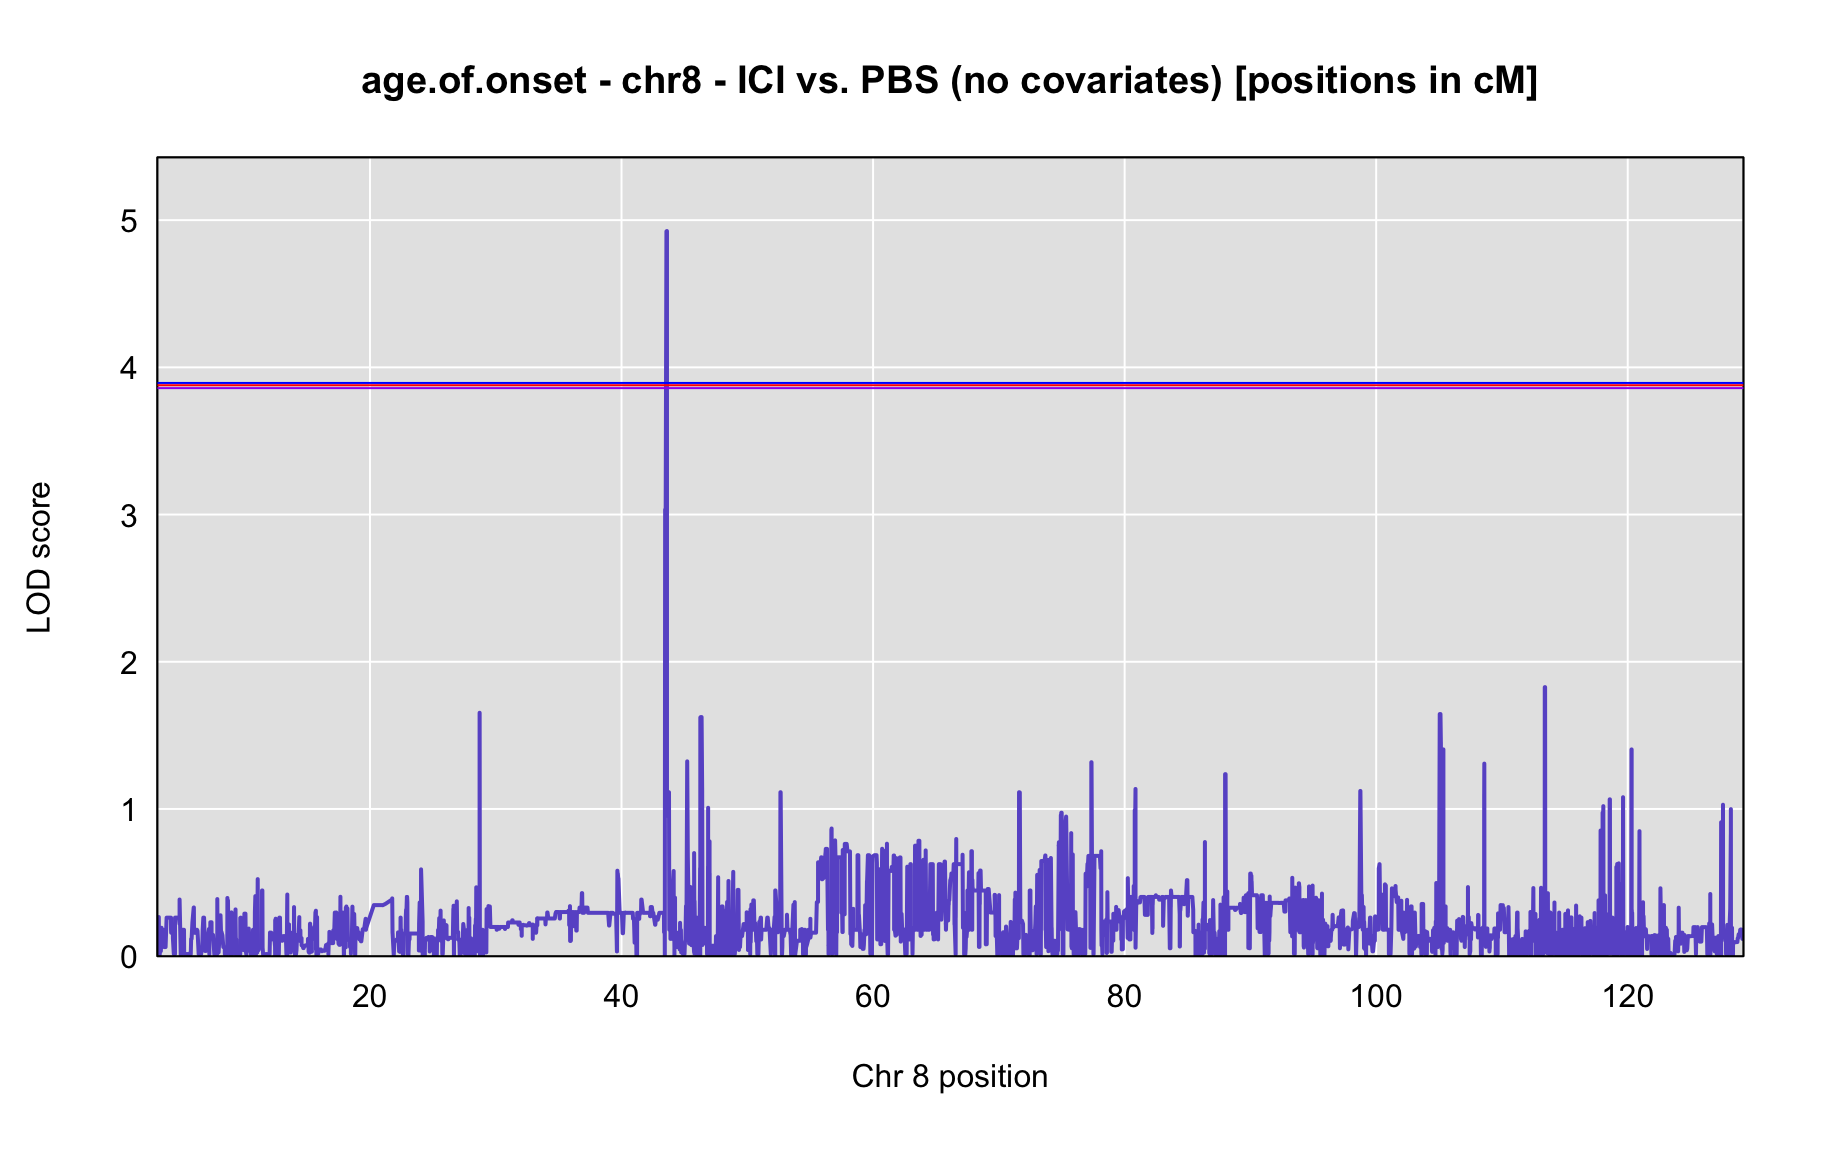 age.of.onset - chr8 - ICI vs. PBS (no covariates) [positions in cM]
5
4
3
2
1
0
LOD score
20 40 60 80 100 120
Chr 8 position